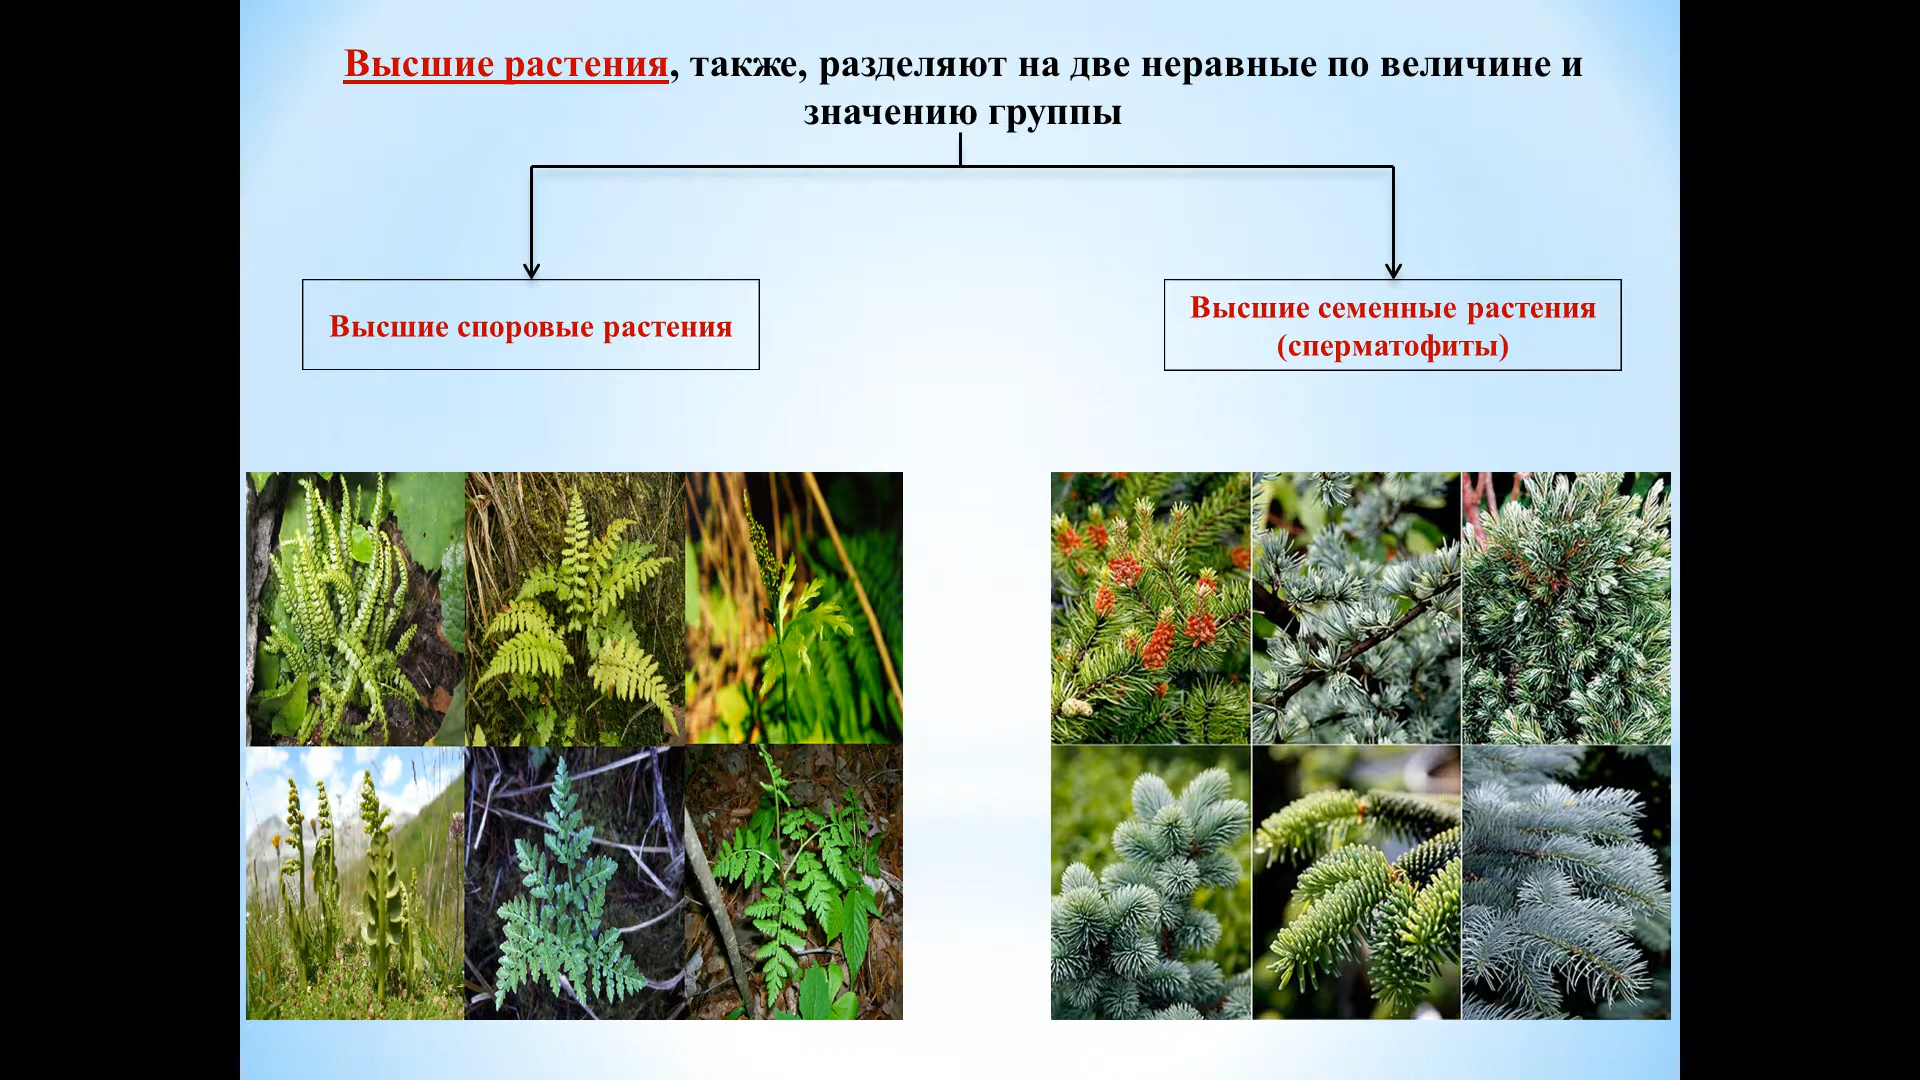 Высшие растения, также, разделяют на две неравные по величине и
значению группы
Высшие споровые растения
Высшие семенные растения
(сперматофиты)